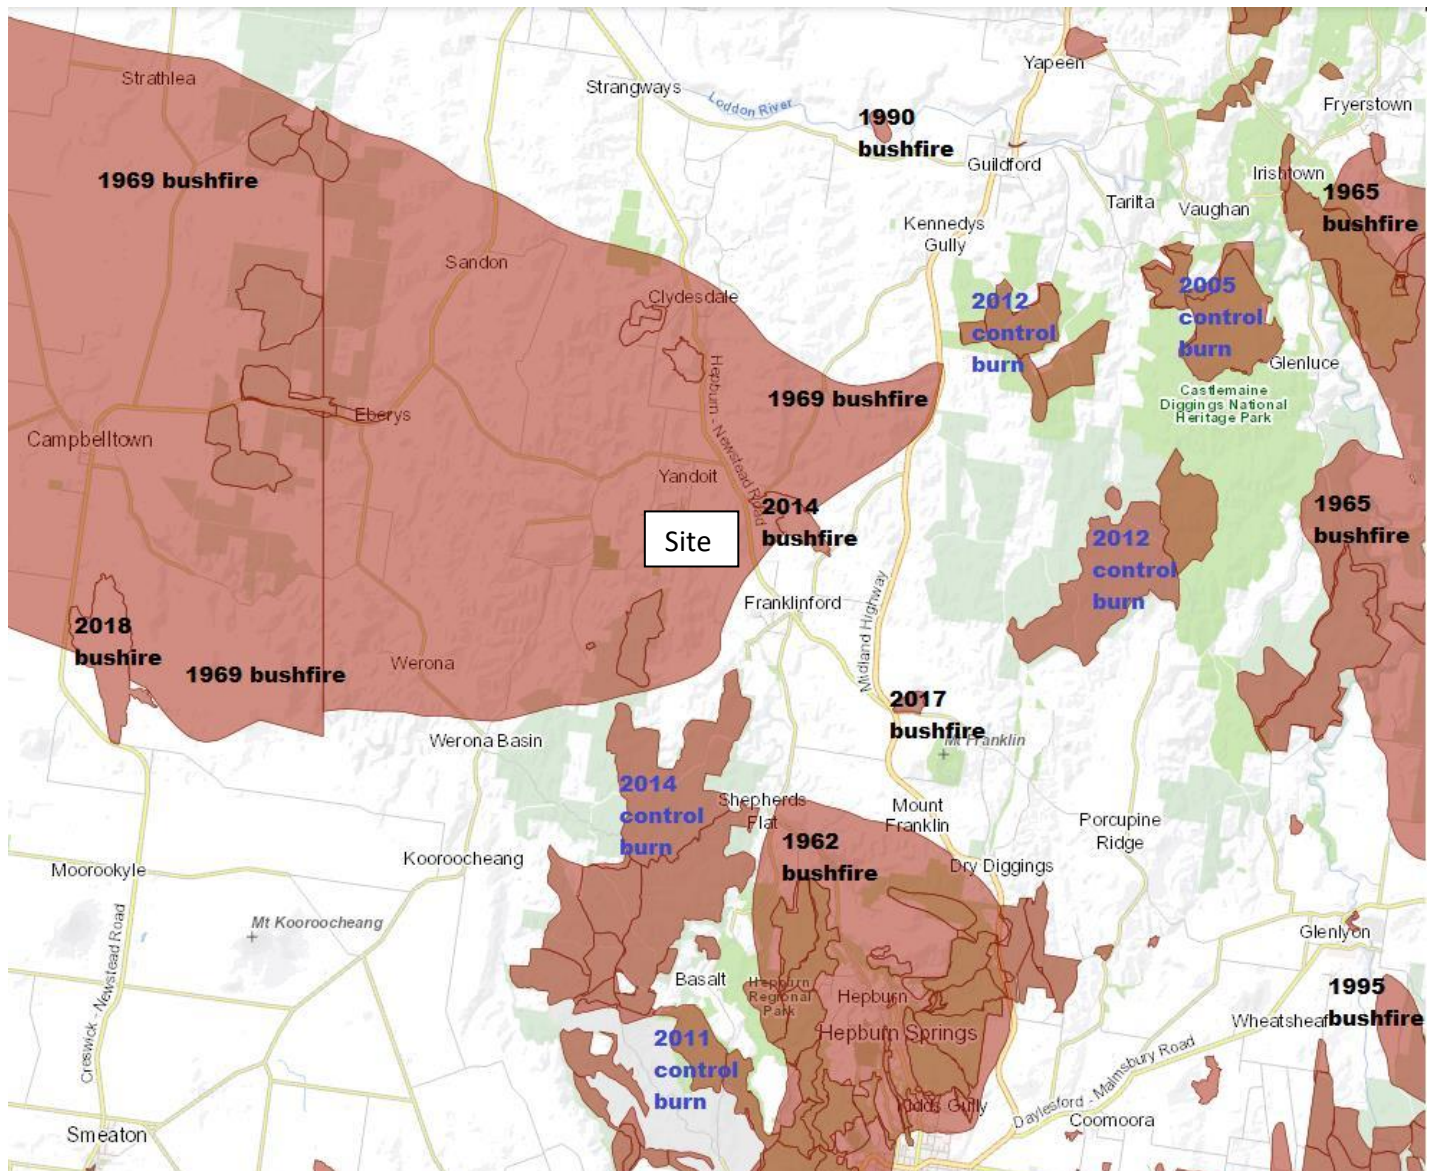 Strathlea
Strangways
Loddon River
Yapeen
Fryerstown
1990
bushfire
Guildford
1969 bushfire
Irishtown
1965
bushfire
Tarilta
Vaughan
Kennedys
Gully
Sandon
Clydesdale
2012
control
burn
2005
control
burn
Glenluce
Castlemaine
Diggings National
Heritage Park
Hepburn - Newstead Road
1969 bushfire
Eberys
Campbelltown
Yandoit
2014
bushfire
1965
bushfire
Site
2012
control
burn
Franklinford
Midland Highway
2018
bushire
1969 bushfire
Werona
2017
bushfire
Mt Franklin
Werona Basin
2014
control
burn
Shepherds
Flat
Mount
Franklin
Porcupine
Ridge
1962
bushfire
Kooroocheang
Moorookyle
Dry Diggings
Mt Kooroocheang
Creswick - Newstead Road
Glenlyon
Basalt
Hepburn
Regional
Park
Hepburn
1995
bushfire
Wheatsheaf
Hepburn Springs
2011
control
burn
Daylesford - Malmsbury Road
Kidds Gully
Coomoora
Smeaton